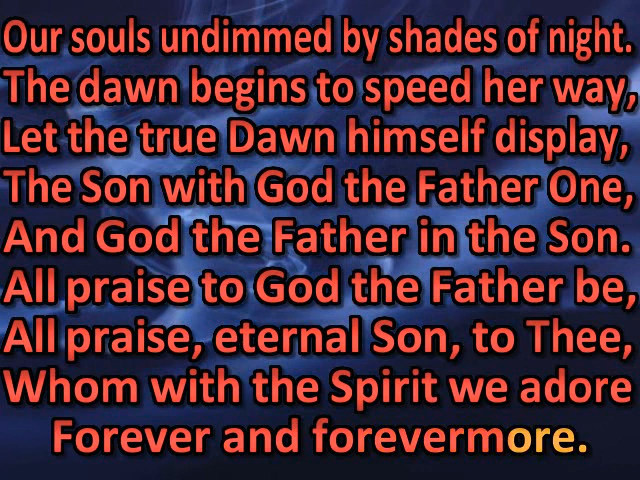 Our souls undimmed by shades of night.
The dawn begins to speed her way,
Let the true Dawn himself display,
The Son with God the Father One,
And God the Father in the Son.
All praise to God the Father be,
All praise, eternal Son, to Thee,
Whom with the Spirit we adore
Forever and forevermore.